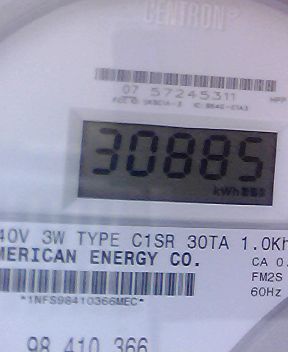 CENTRON®
07 57245311
30885
kWh
40V 3W TYPE C1SR 30TA 1.0Kh
MERICAN ENERGY CO.
CA 0.
FM2S
60Hz
*1NFS98410366MEC*
98 410 366